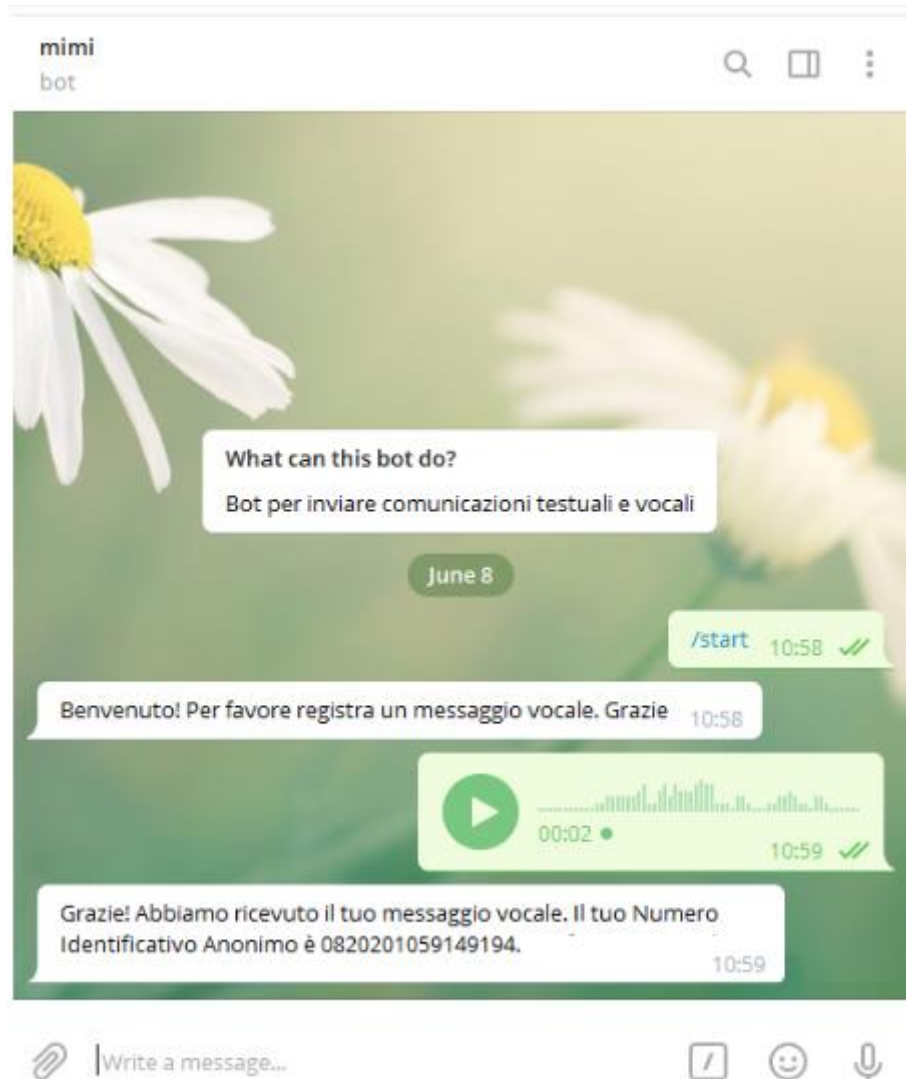 mimi
bot
What can this bot do?
Bot per inviare comunicazioni testuali e vocali
June 8
/start 10:58
Benvenuto! Per favore registra un messaggio vocale. Grazie 10:58
00:02
10:59
Grazie! Abbiamo ricevuto il tuo messaggio vocale. Il tuo Numero
Identificativo Anonimo è 0820201059149194.
10:59
Write a message...